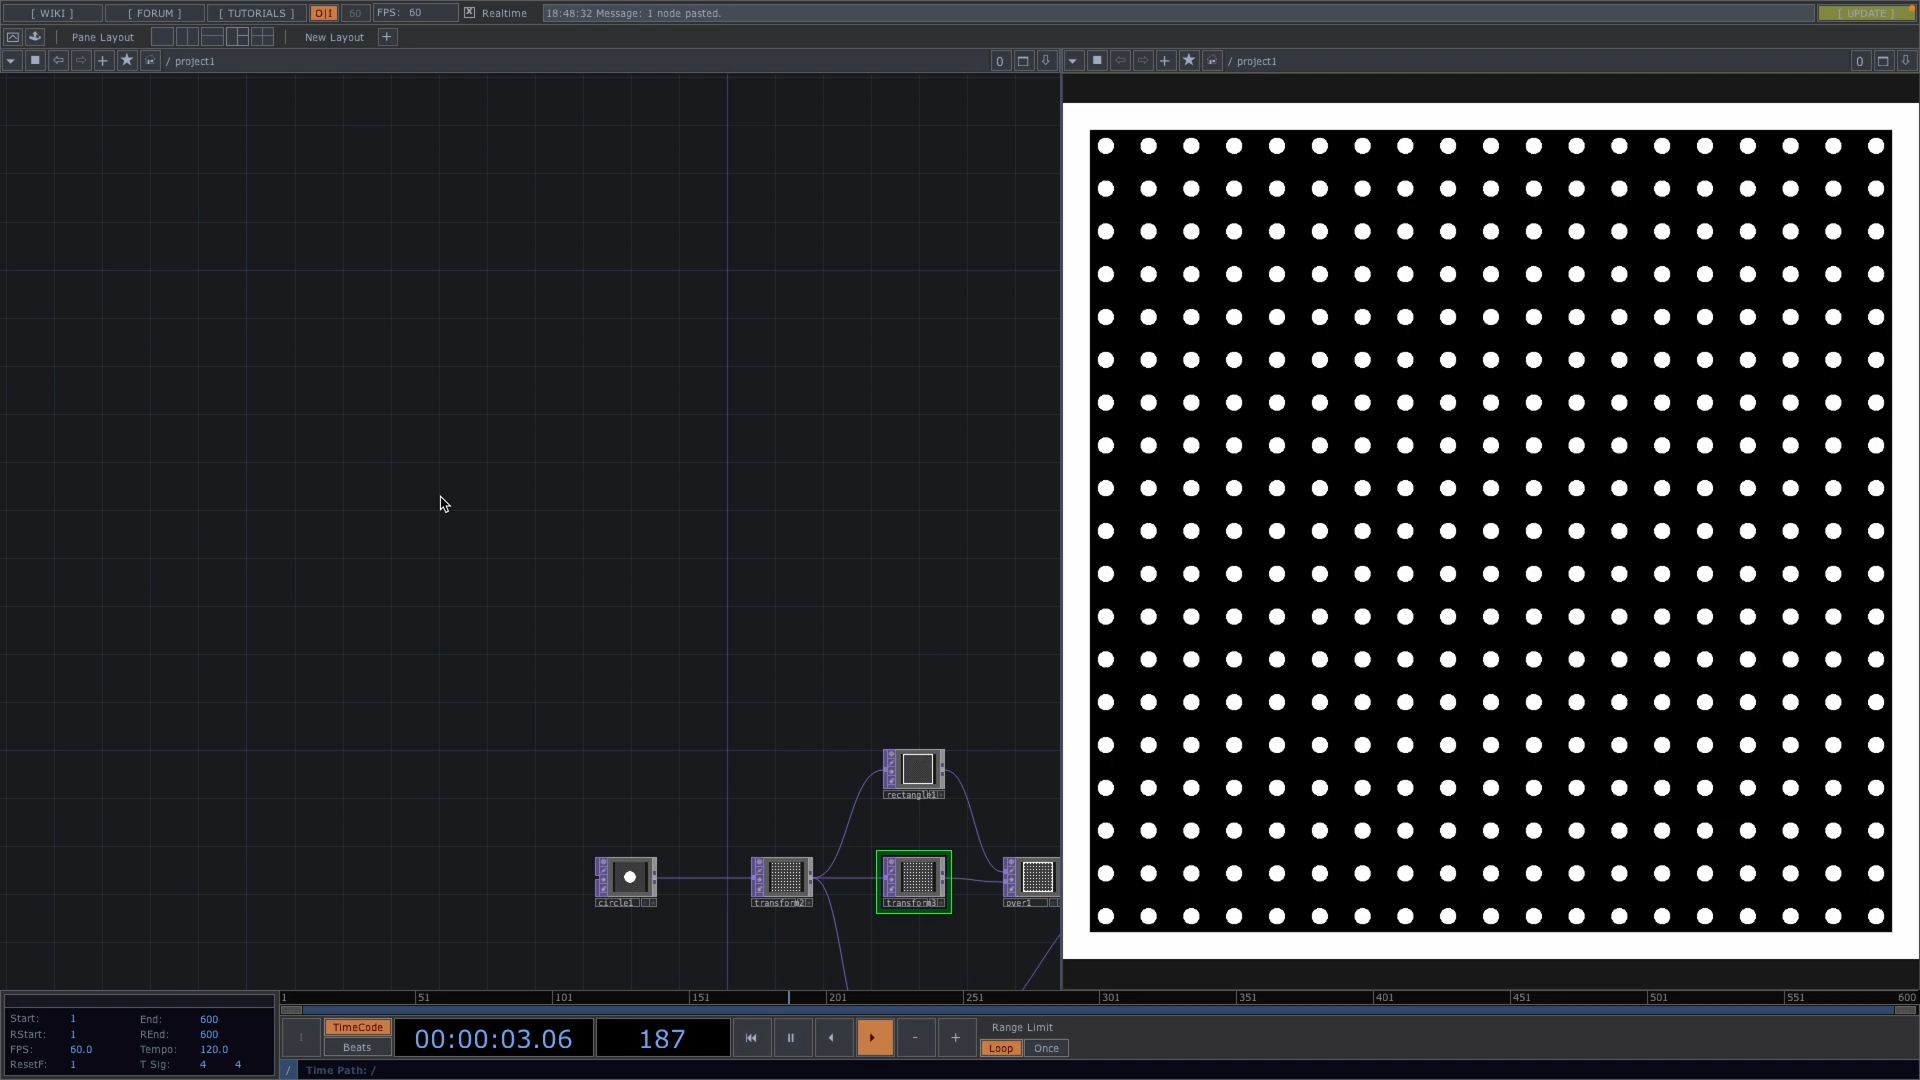 [ WIKI ] [ FORUM ] [ TUTORIALS ] O|I 60 FPS: 60 Realtime 18:48:32 Message: 1 node pasted. [ UPDATE ]
Pane Layout New Layout +
/ project1 0 / project1 0
rectangle1
circle1 transform2 transform3 over1
1 51 101 151 201 251 301 351 401 451 501 551 600
Start: 1 End: 600
RStart: 1 REnd: 600
FPS: 60.0 Tempo: 120.0
ResetF: 1 T Sig: 4 4
TimeCode
Beats
00:00:03.06 187 - +
Range Limit
Loop Once
/ Time Path: /